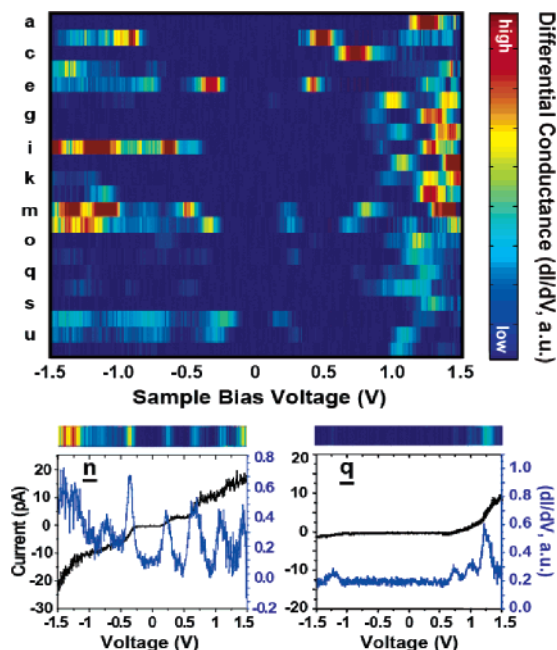 a
c
e
g
i
k
m
o
q
s
u
-1.5 -1.0 -0.5 0 0.5 1.0 1.5
Sample Bias Voltage (V)
high
low
Differential Conductance (dI/dV, a.u.)
n
20
10
0
-10
-20
-30
Current (pA)
0.8
0.6
0.4
0.2
0.0
-0.2
-1.5 -1 -0.5 0 0.5 1 1.5
Voltage (V)
q
20
15
10
5
0
-5
-10
-15
20
1.0
0.8
0.6
0.4
0.2
0.0
(dI/dV, a.u.)
-1.5 -1 -0.5 0 0.5 1 1.5
Voltage (V)